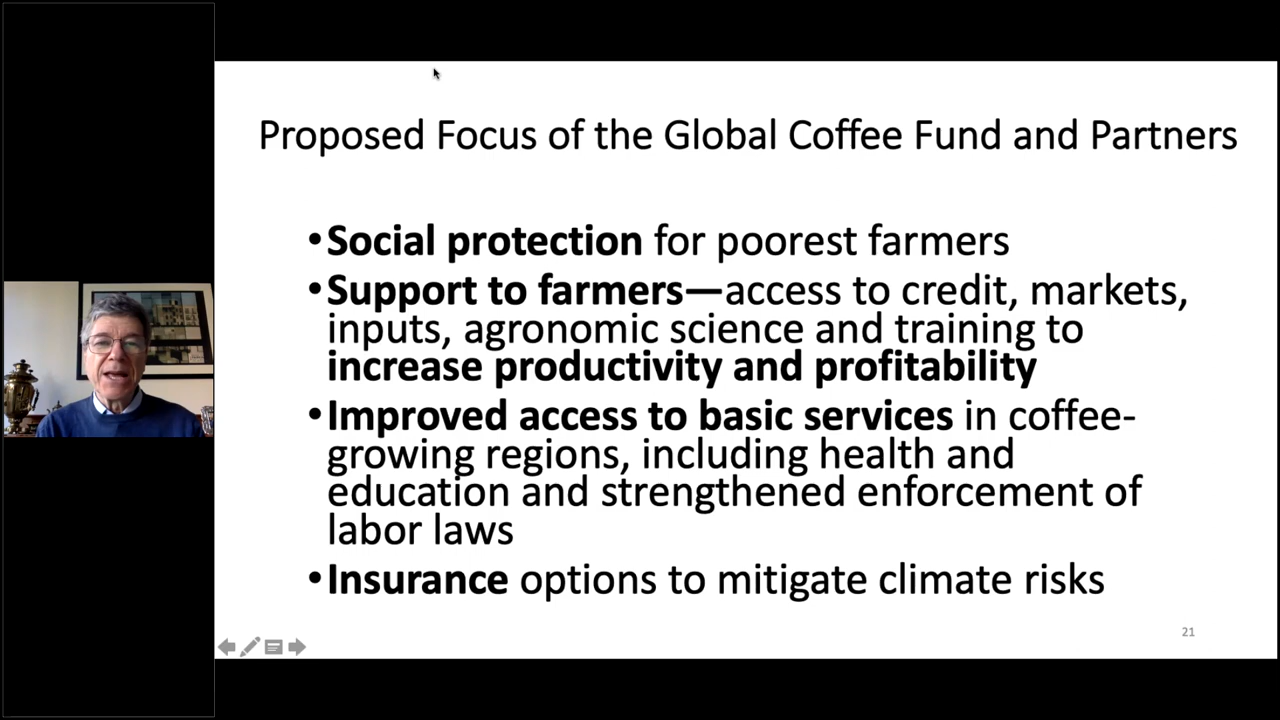 Proposed Focus of the Global Coffee Fund and Partners
•Social protection for poorest farmers
•Support to farmers—access to credit, markets,
inputs, agronomic science and training to
increase productivity and profitability
•Improved access to basic services in coffee-
growing regions, including health and
education and strengthened enforcement of
labor laws
•Insurance options to mitigate climate risks
21